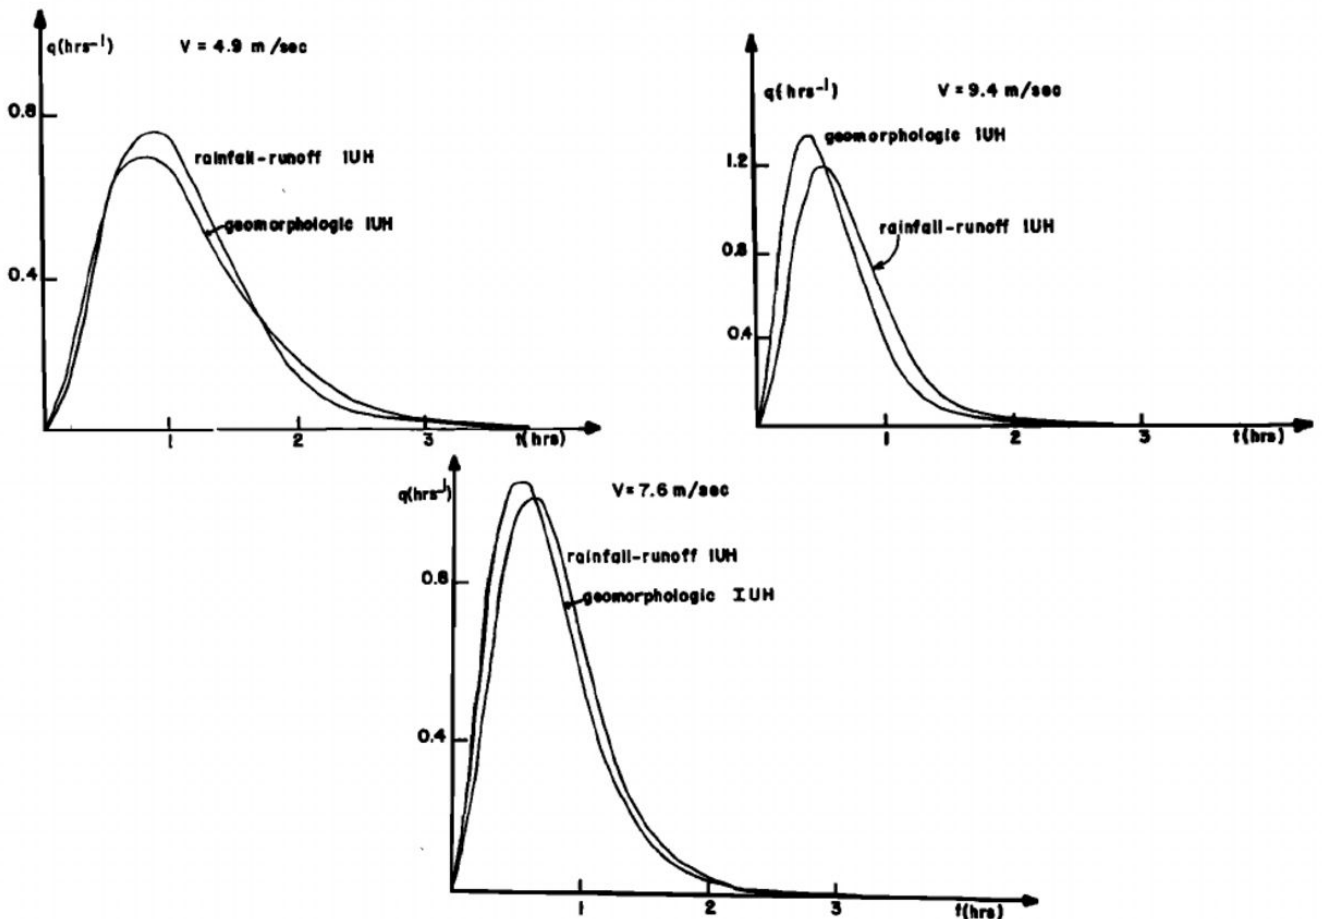 q(hrs⁻¹)
V = 4.9 m/sec
0.8
rainfall-runoff IUH
geomorphologic IUH
0.4
1
2
3
t(hrs)
q(hrs⁻¹)
V = 9.4 m/sec
geomorphologic IUH
1.2
rainfall-runoff IUH
0.8
0.4
1
2
3
t(hrs)
q(hrs⁻¹)
V = 7.6 m/sec
rainfall-runoff IUH
0.8
geomorphologic IUH
0.4
1
2
3
t(hrs)